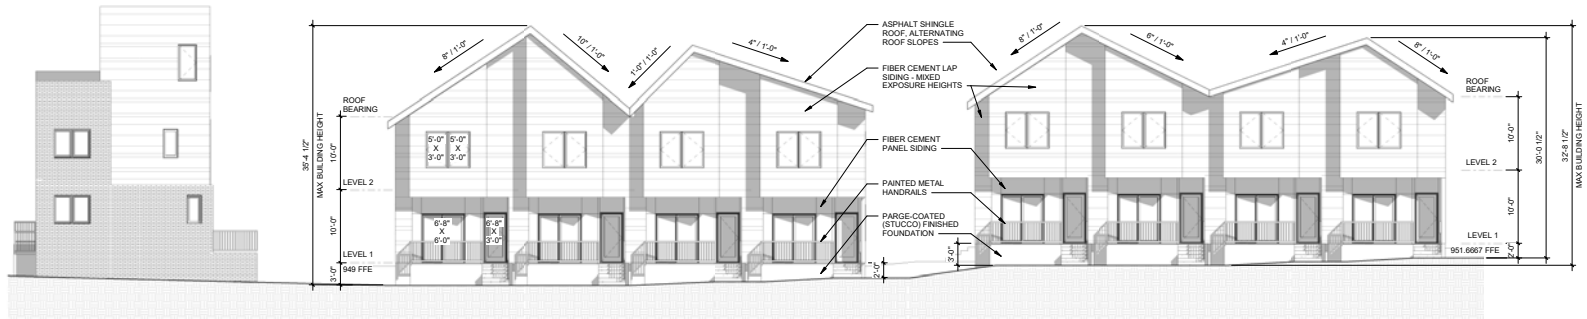 35'-4 1/2"
MAX BUILDING HEIGHT
ROOF
BEARING
10'-0"
LEVEL 2
10'-0"
LEVEL 1
949 FFE
3'-0"
8" / 1'-0"
10" / 1'-0"
1'-0" / 1'-0"
4" / 1'-0"
5'-0"
X
3'-0"
5'-0"
X
3'-0"
6'-8"
X
6'-0"
6'-8"
X
3'-0"
2'-0"
ASPHALT SHINGLE
ROOF, ALTERNATING
ROOF SLOPES
FIBER CEMENT LAP
SIDING - MIXED
EXPOSURE HEIGHTS
FIBER CEMENT
PANEL SIDING
PAINTED METAL
HANDRAILS
PARGE-COATED
(STUCCO) FINISHED
FOUNDATION
3'-0"
8" / 1'-0"
6" / 1'-0"
4" / 1'-0"
8" / 1'-0"
ROOF
BEARING
10'-0"
LEVEL 2
10'-0"
LEVEL 1
951.6667 FFE
2'-0"
30'-0 1/2"
32'-8 1/2"
MAX BUILDING HEIGHT